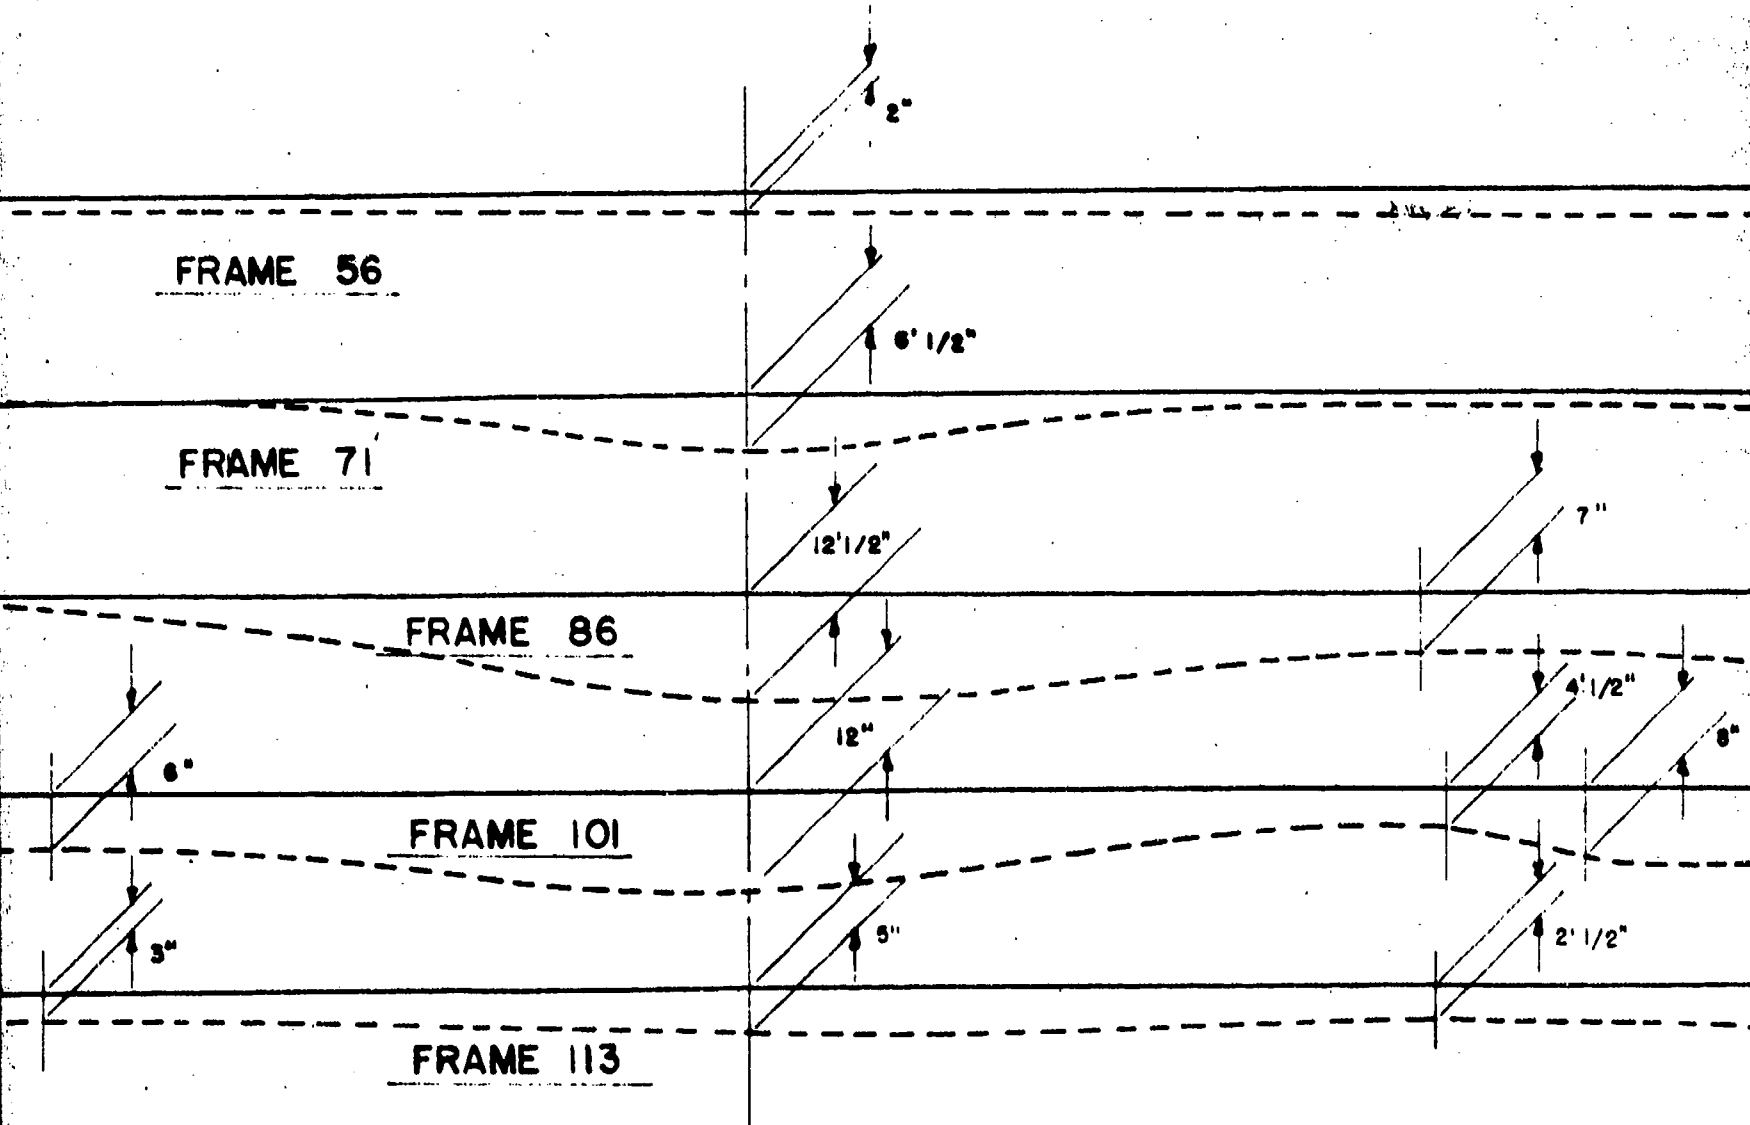 2"
FRAME 56
6' 1/2"
FRAME 71
7"
12' 1/2"
FRAME 86
4' 1/2"
12"
8"
6"
FRAME 101
3"
5"
2' 1/2"
FRAME 113